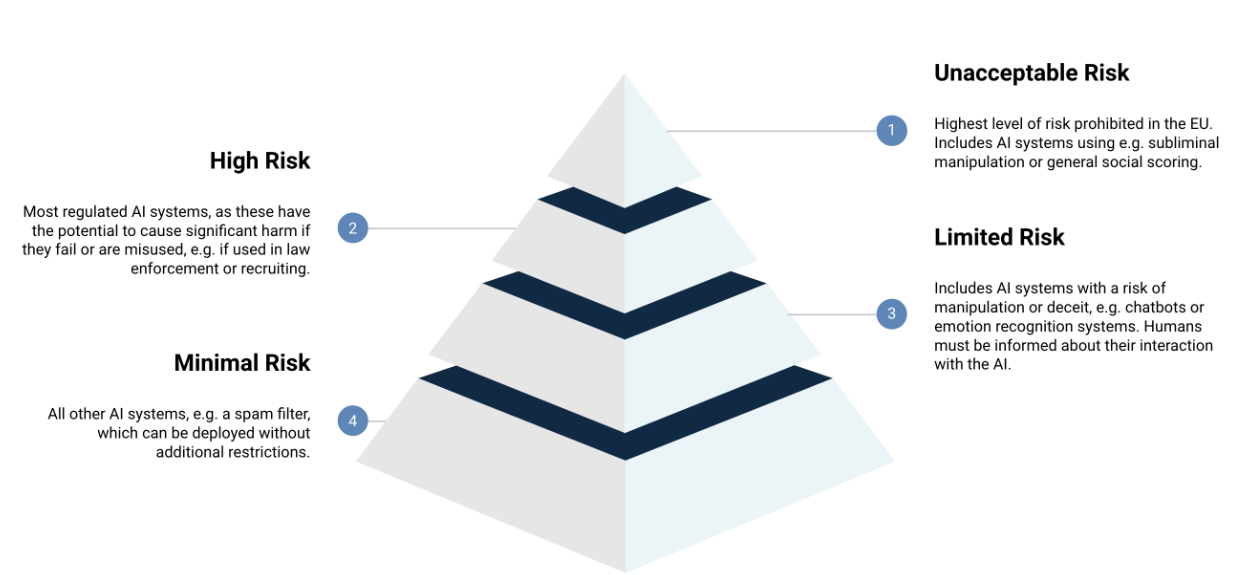 Unacceptable Risk
1
Highest level of risk prohibited in the EU.
Includes AI systems using e.g. subliminal
manipulation or general social scoring.
High Risk
2
Most regulated AI systems, as these have
the potential to cause significant harm if
they fail or are misused, e.g. if used in law
enforcement or recruiting.
Limited Risk
3
Includes AI systems with a risk of
manipulation or deceit, e.g. chatbots or
emotion recognition systems. Humans
must be informed about their interaction
with the AI.
Minimal Risk
4
All other AI systems, e.g. a spam filter,
which can be deployed without
additional restrictions.